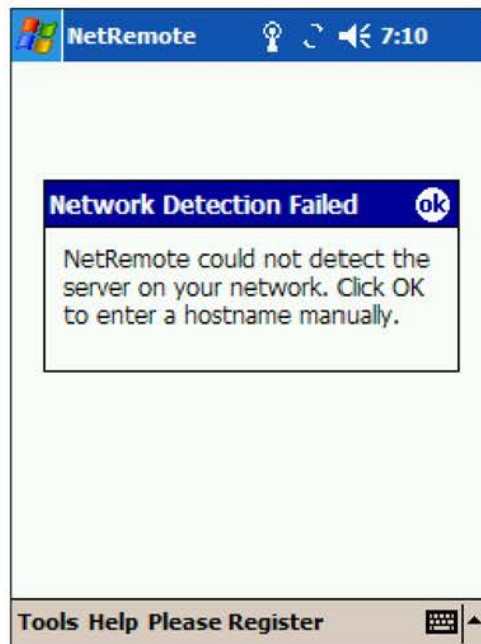 NetRemote 7:10
Network Detection Failed ok
NetRemote could not detect the
server on your network. Click OK
to enter a hostname manually.
Tools Help Please Register